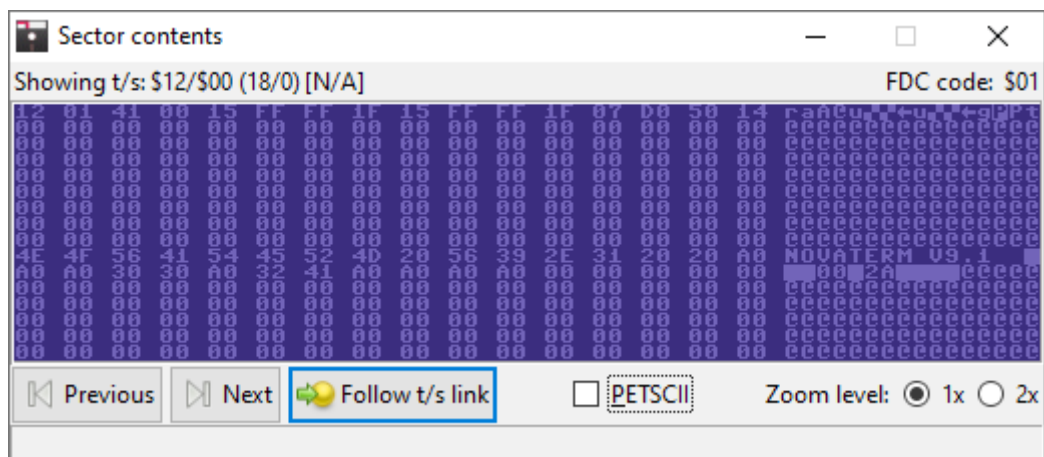 Sector contents
Showing t/s: $12/$00 (18/0) [N/A] FDC code: $01
12 01 41 00 15 FF FF 1F 15 FF FF 1F 07 D0 50 14
00 00 00 00 00 00 00 00 00 00 00 00 00 00 00 00
00 00 00 00 00 00 00 00 00 00 00 00 00 00 00 00
00 00 00 00 00 00 00 00 00 00 00 00 00 00 00 00
00 00 00 00 00 00 00 00 00 00 00 00 00 00 00 00
00 00 00 00 00 00 00 00 00 00 00 00 00 00 00 00
00 00 00 00 00 00 00 00 00 00 00 00 00 00 00 00
00 00 00 00 00 00 00 00 00 00 00 00 00 00 00 00
00 00 00 00 00 00 00 00 00 00 00 00 00 00 00 00
4E 4F 56 41 54 45 52 4D 20 56 39 2E 31 20 20 A0 NOVATERM V9.1
A0 A0 30 30 A0 32 41 A0 A0 A0 A0 00 00 00 00 00 00 2A @@@@@
00 00 00 00 00 00 00 00 00 00 00 00 00 00 00 00
00 00 00 00 00 00 00 00 00 00 00 00 00 00 00 00
00 00 00 00 00 00 00 00 00 00 00 00 00 00 00 00
00 00 00 00 00 00 00 00 00 00 00 00 00 00 00 00
00 00 00 00 00 00 00 00 00 00 00 00 00 00 00 00
Previous Next Follow t/s link PETSCII Zoom level: 1x 2x